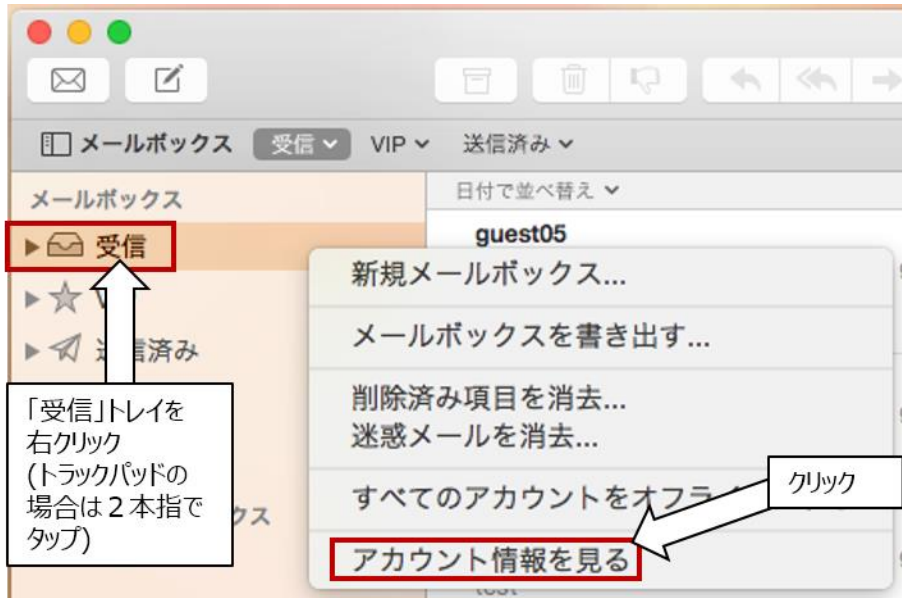 メールボックス 受信 VIP 送信済み
メールボックス
日付で並べ替え
受信
guest05
新規メールボックス...
メールボックスを書き出す...
済み
削除済み項目を消去...
迷惑メールを消去...
「受信」トレイを
右クリック
(トラックパッドの
場合は2本指で
タップ)
クス
すべてのアカウントをオフラ
クリック
アカウント情報を見る